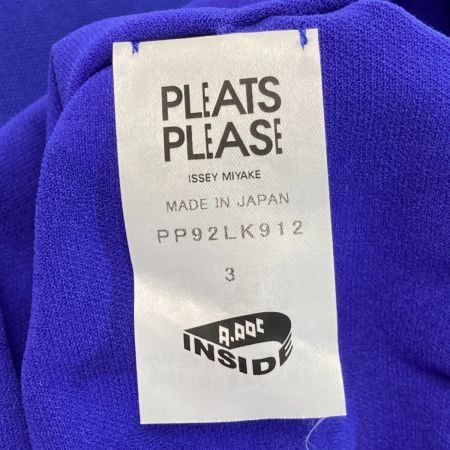 PLEATS
PLEASE
ISSEY MIYAKE
MADE IN JAPAN
PP92LK912
3
A-POC
INSIDE